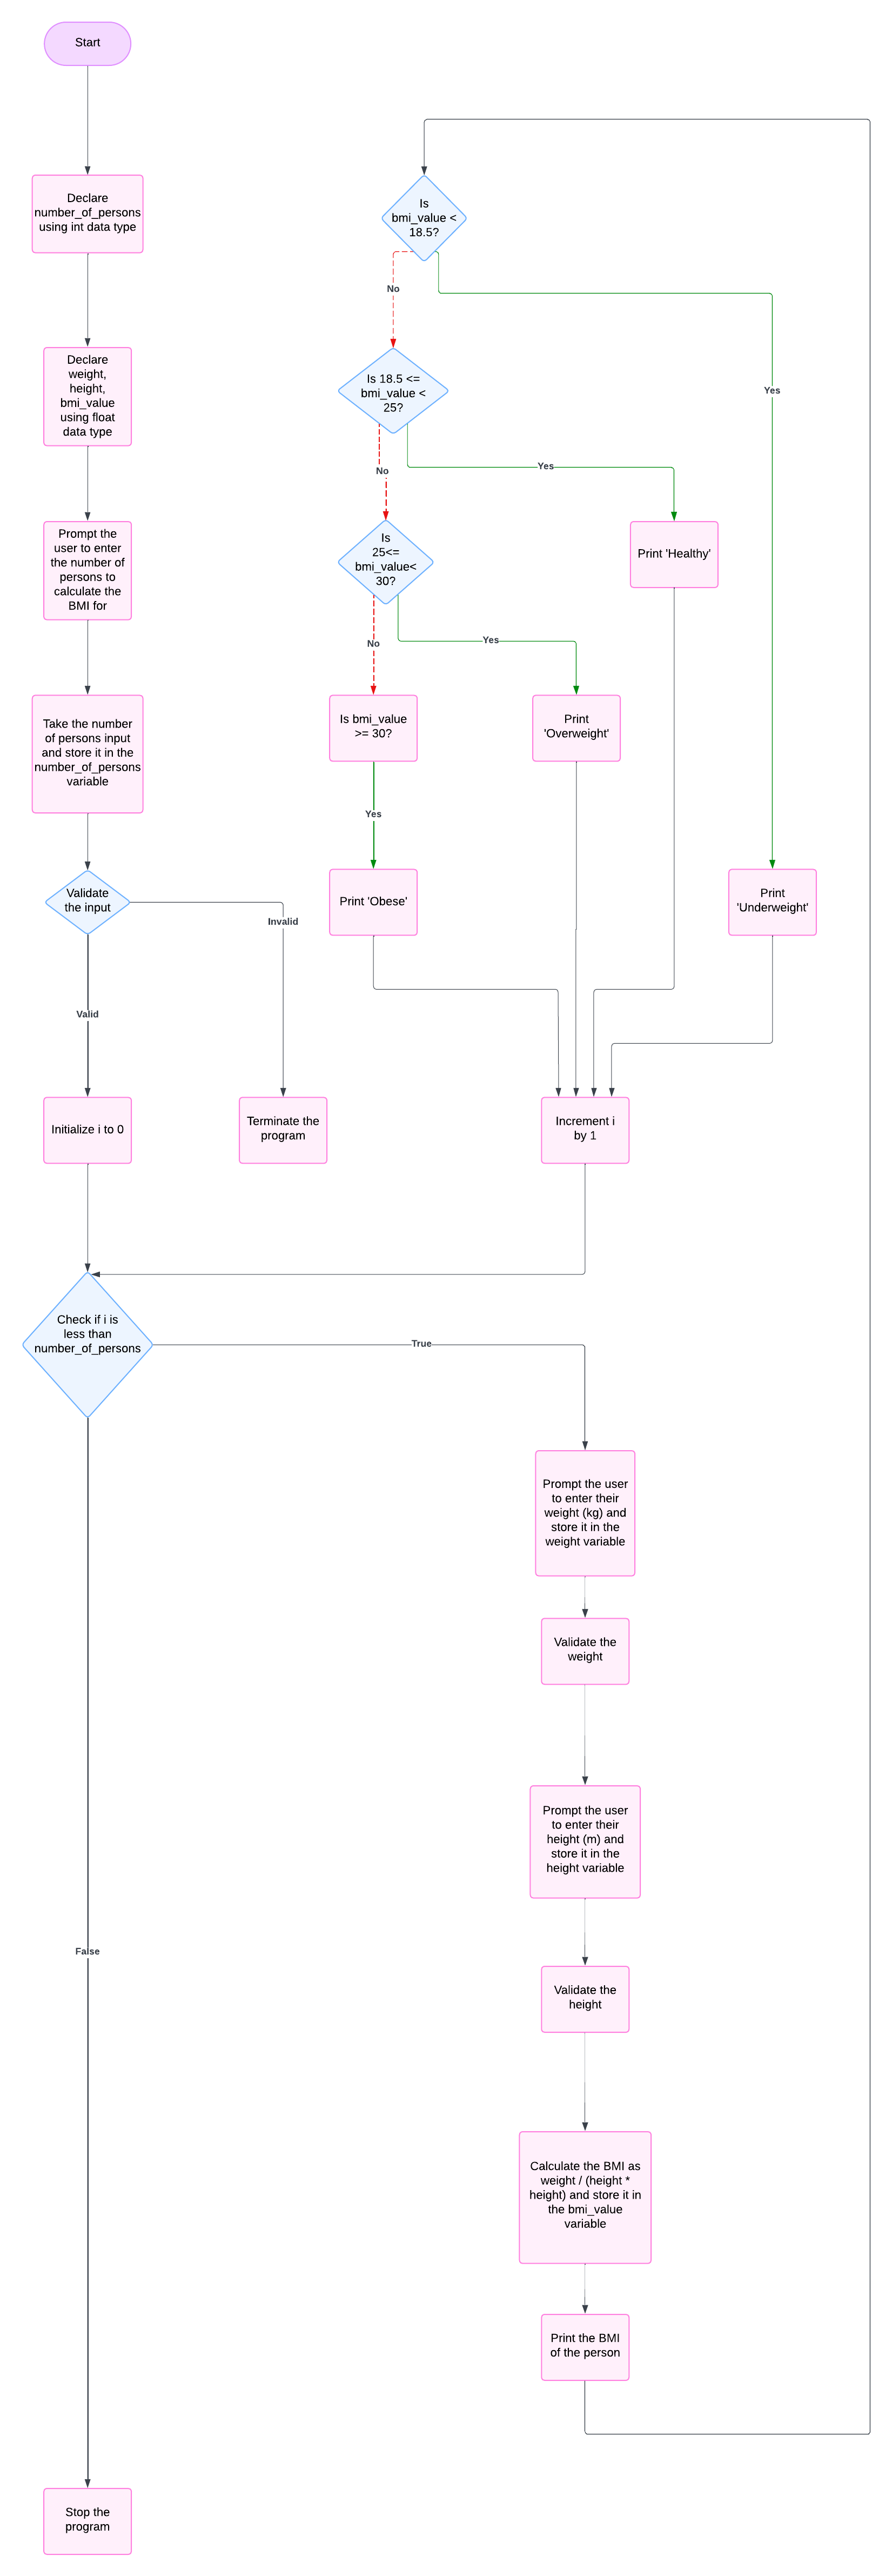 Start
Declare
number_of_persons
using int data type
Declare
weight,
height,
bmi_value
using float
data type
Prompt the
user to enter
the number of
persons to
calculate the
BMI for
Take the number
of persons input
and store it in the
number_of_persons
variable
Validate
the input
Invalid
Valid
Initialize i to 0
Terminate the
program
Check if i is
less than
number_of_persons
True
False
Prompt the user
to enter their
weight (kg) and
store it in the
weight variable
Validate the
weight
Prompt the user
to enter their
height (m) and
store it in the
height variable
Validate the
height
Calculate the BMI as
weight / (height *
height) and store it in
the bmi_value
variable
Print the BMI
of the person
Is
bmi_value <
18.5?
No
Yes
Is 18.5 <=
bmi_value <
25?
No
Yes
Print 'Healthy'
Is
25<=
bmi_value<
30?
No
Yes
Is bmi_value
>= 30?
Print
'Overweight'
Yes
Print 'Obese'
Print
'Underweight'
Increment i
by 1
Stop the
program